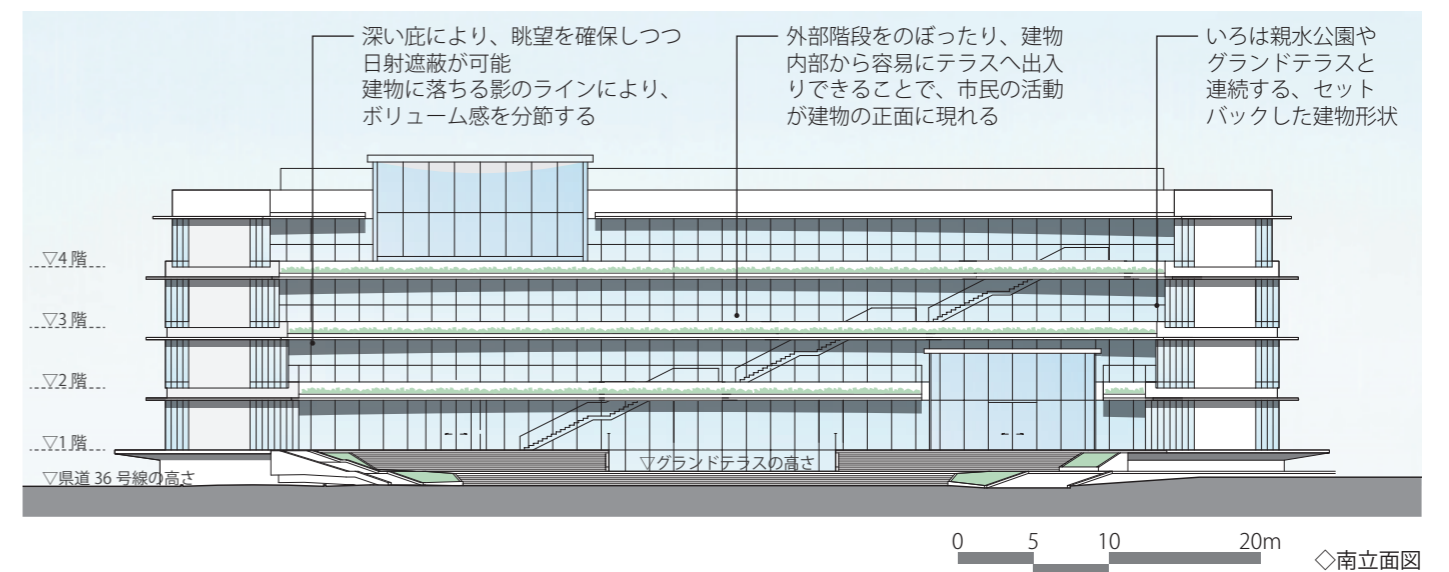 深い庇により、眺望を確保しつつ
日射遮蔽が可能
建物に落ちる影のラインにより、
ボリューム感を分節する
外部階段をのぼったり、建物
内部から容易にテラスへ出入
りできることで、市民の活動
が建物の正面に現れる
いろは親水公園や
グランドテラスと
連続する、セット
バックした建物形状
▽4 階
▽3 階
▽2 階
▽1 階
▽グランドテラスの高さ
▽県道 36 号線の高さ
0 5 10 20m
◇南立面図